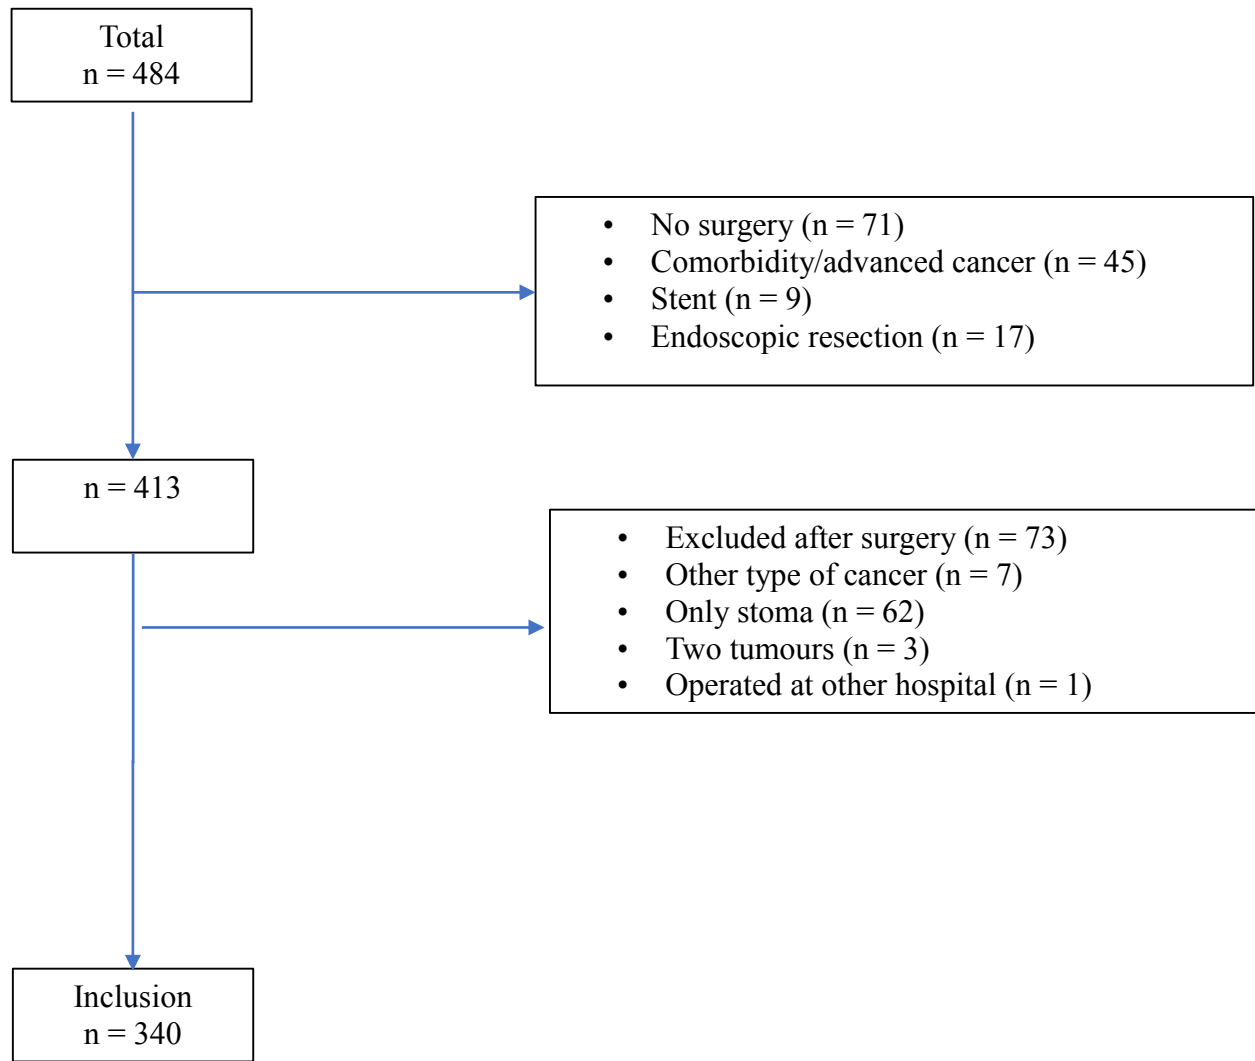 Total
n = 484
• No surgery (n = 71)
• Comorbidity/advanced cancer (n = 45)
• Stent (n = 9)
• Endoscopic resection (n = 17)
n = 413
• Excluded after surgery (n = 73)
• Other type of cancer (n = 7)
• Only stoma (n = 62)
• Two tumours (n = 3)
• Operated at other hospital (n = 1)
Inclusion
n = 340